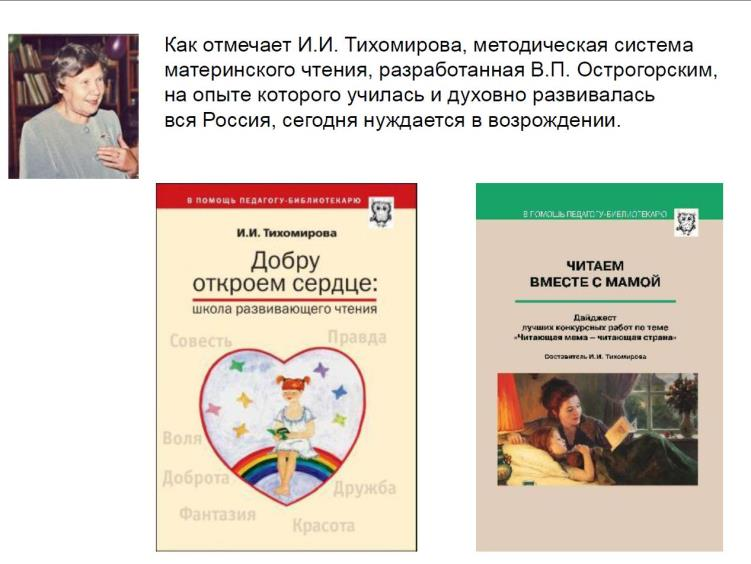 Как отмечает И.И. Тихомирова, методическая система
материнского чтения, разработанная В.П. Острогорским,
на опыте которого училась и духовно развивалась
вся Россия, сегодня нуждается в возрождении.
В ПОМОЩЬ ПЕДАГОГУ-БИБЛИОТЕКАРЮ
И.И. Тихомирова
Добру
откроем сердце:
школа развивающего чтения
Совесть
Правда
Воля
Доброта
Дружба
Фантазия
Красота
В ПОМОЩЬ ПЕДАГОГУ-БИБЛИОТЕКАРЮ
ЧИТАЕМ
ВМЕСТЕ С МАМОЙ
Дайджест
лучших конкурсных работ по теме
«Читающая мама – читающая страна»
Составитель И.И. Тихомирова